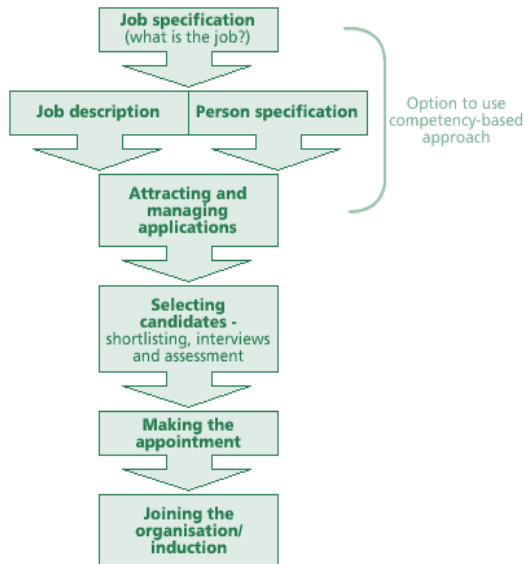 Job specification
(what is the job?)
Job description
Person specification
Option to use
competency-based
approach
Attracting and
managing
applications
Selecting
candidates -
shortlisting, interviews
and assessment
Making the
appointment
Joining the
organisation/
induction